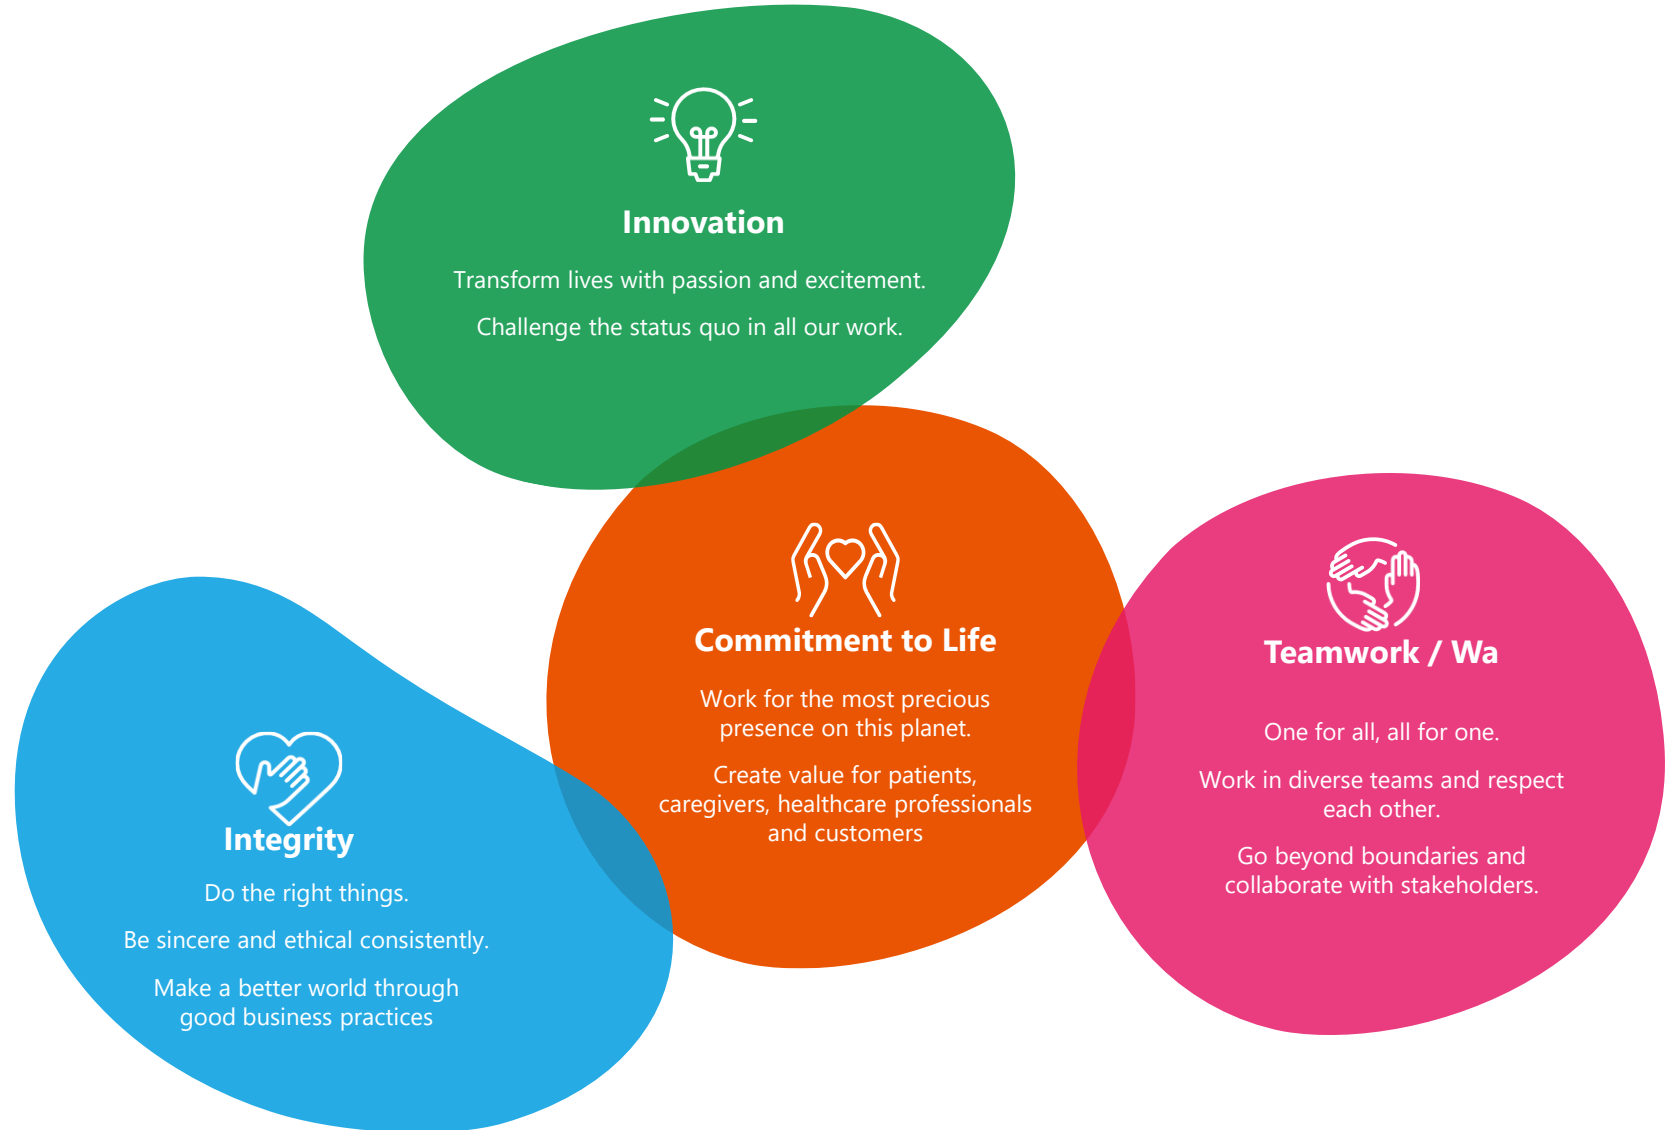 Innovation
Transform lives with passion and excitement.
Challenge the status quo in all our work.
Commitment to Life
Work for the most precious
presence on this planet.
Create value for patients,
caregivers, healthcare professionals
and customers
Teamwork / Wa
One for all, all for one.
Work in diverse teams and respect
each other.
Go beyond boundaries and
collaborate with stakeholders.
Integrity
Do the right things.
Be sincere and ethical consistently.
Make a better world through
good business practices